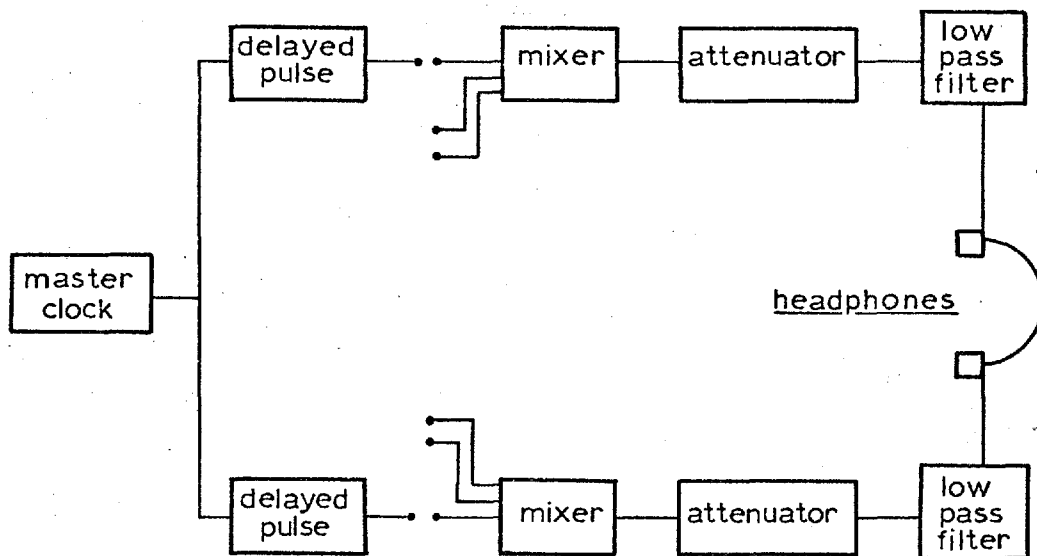 delayed
pulse
mixer
attenuator
low
pass
filter
master
clock
headphones
delayed
pulse
mixer
attenuator
low
pass
filter